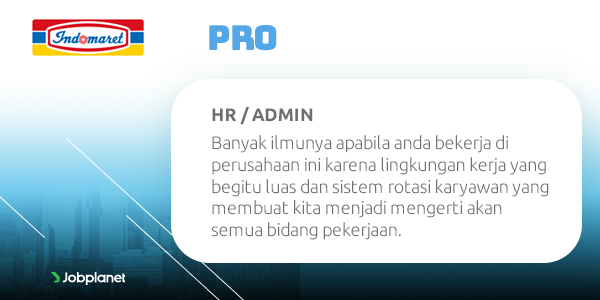 Indomaret
PRO
HR / ADMIN
Banyak ilmunya apabila anda bekerja di
perusahaan ini karena lingkungan kerja yang
begitu luas dan sistem rotasi karyawan yang
membuat kita menjadi mengerti akan
semua bidang pekerjaan.
Jobplanet